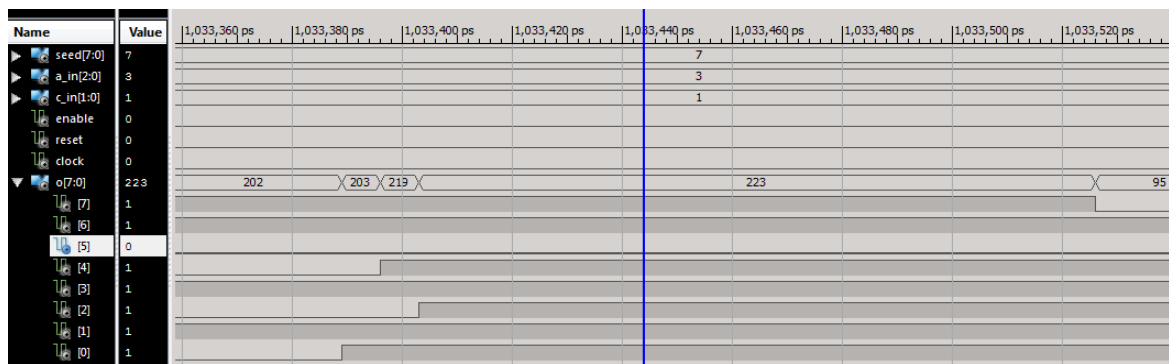 Name Value 1,033,360 ps 1,033,380 ps 1,033,400 ps 1,033,420 ps 1,033,440 ps 1,033,460 ps 1,033,480 ps 1,033,500 ps 1,033,520 ps
seed[7:0] 7 7
a_in[2:0] 3 3
c_in[1:0] 1 1
enable 0
reset 0
clock 0
o[7:0] 223 202 203 219 223 95
[7] 1
[6] 1
[5] 0
[4] 1
[3] 1
[2] 1
[1] 1
[0] 1